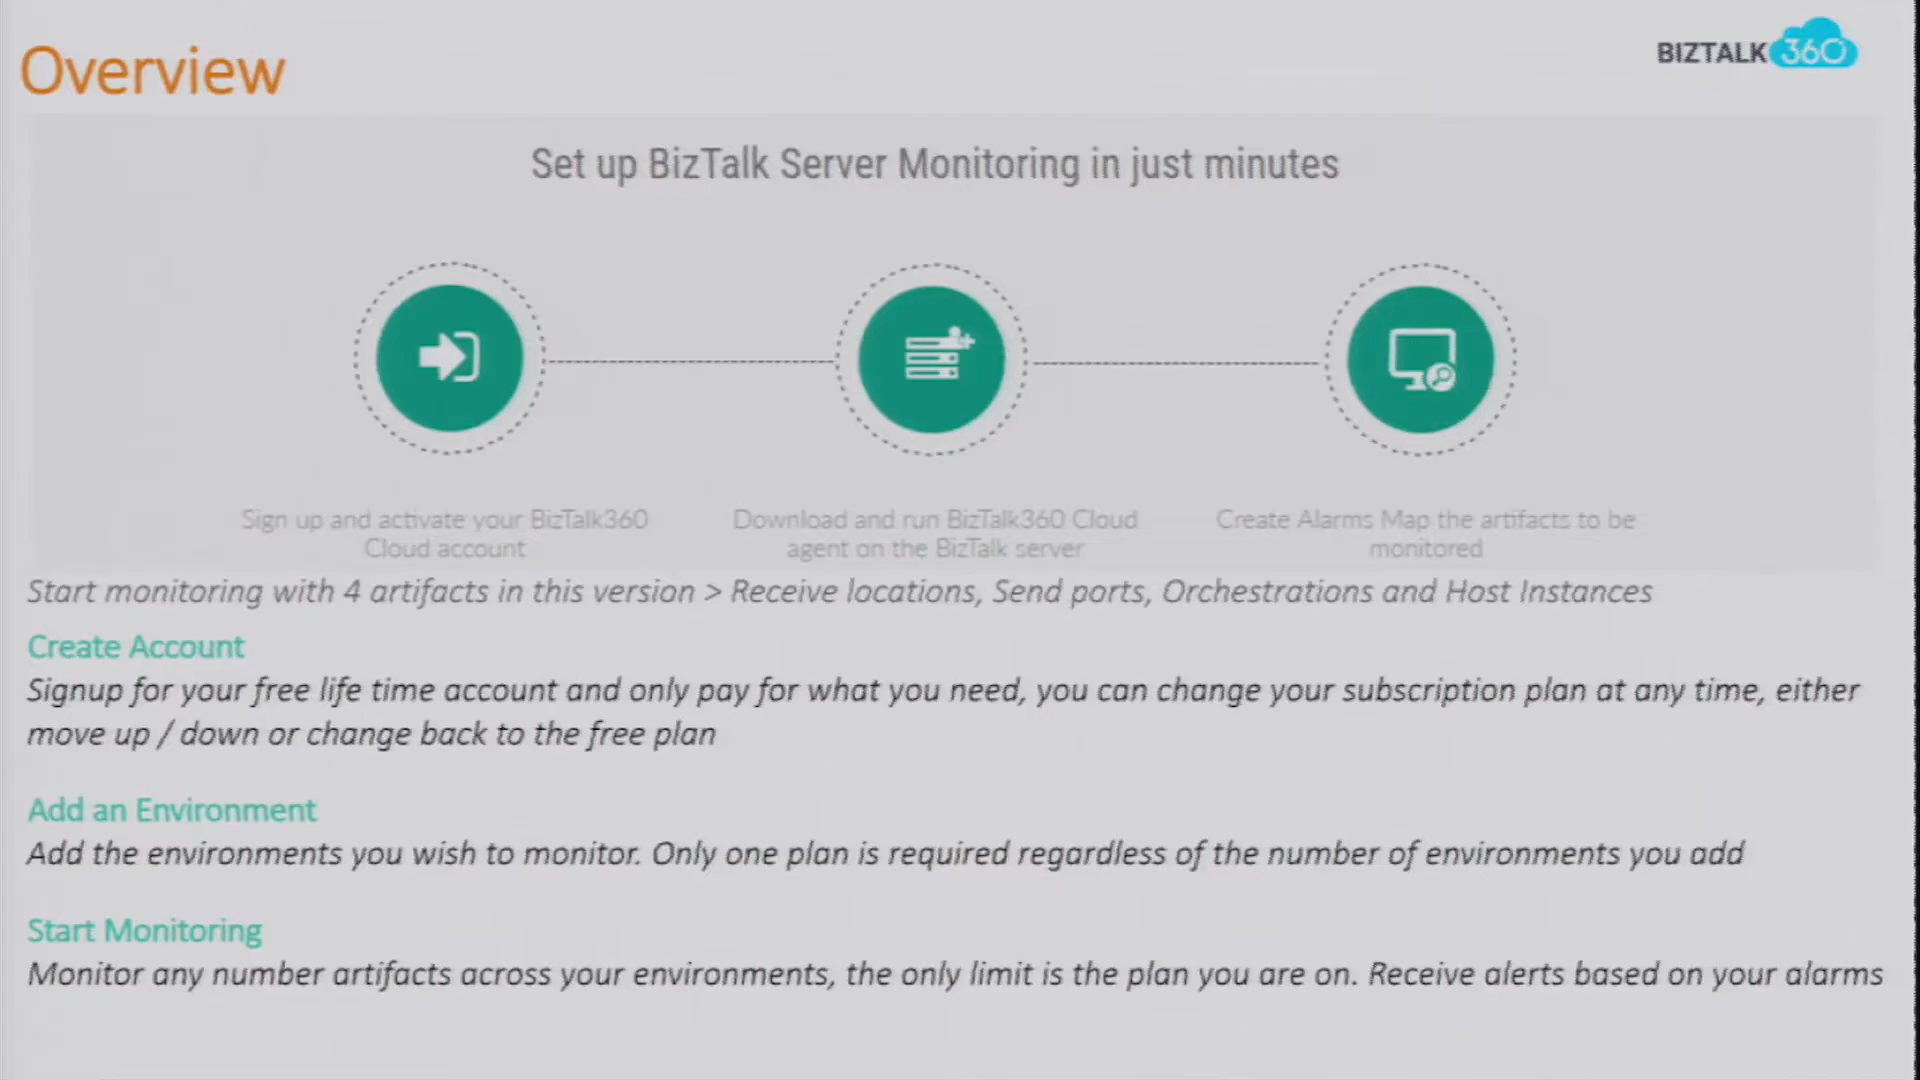 Overview
BIZTALK 360
Set up BizTalk Server Monitoring in just minutes
Sign up and activate your BizTalk360
Cloud account
Download and run BizTalk360 Cloud
agent on the BizTalk server
Create Alarms Map the artifacts to be
monitored
Start monitoring with 4 artifacts in this version > Receive locations, Send ports, Orchestrations and Host Instances
Create Account
Signup for your free life time account and only pay for what you need, you can change your subscription plan at any time, either
move up / down or change back to the free plan
Add an Environment
Add the environments you wish to monitor. Only one plan is required regardless of the number of environments you add
Start Monitoring
Monitor any number artifacts across your environments, the only limit is the plan you are on. Receive alerts based on your alarms